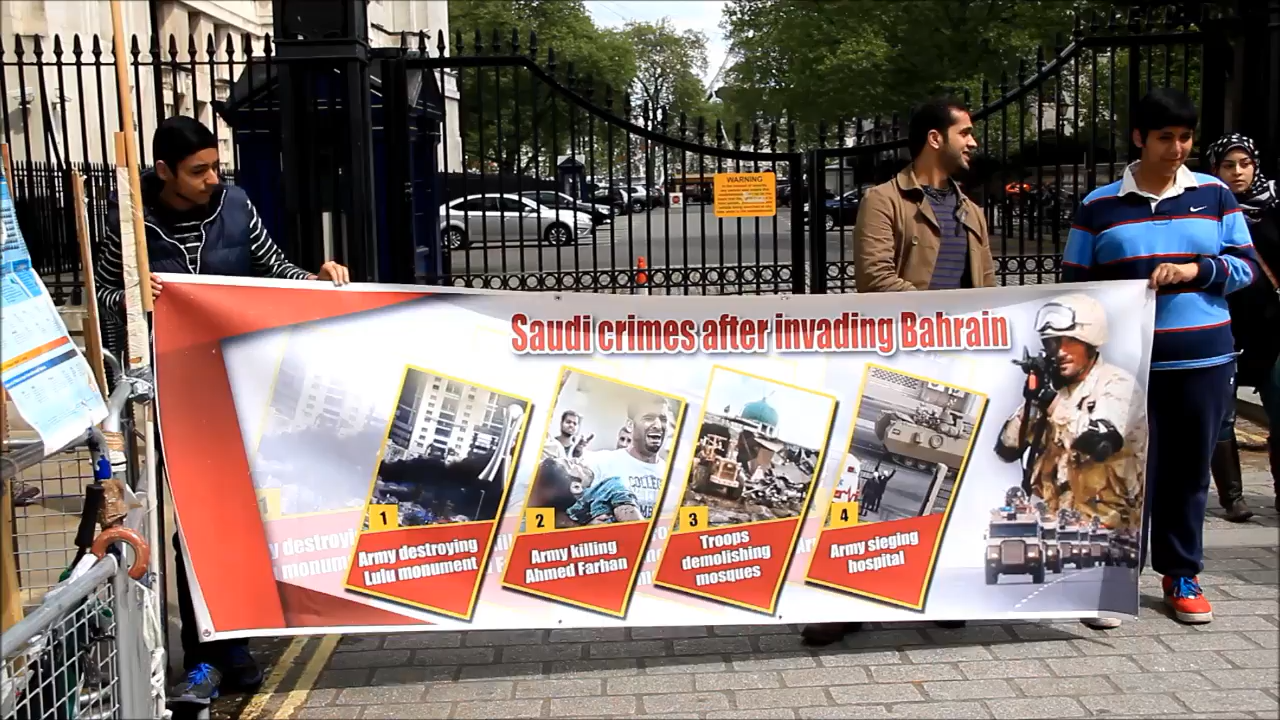 WARNING
Saudi crimes after invading Bahrain
1
Army destroying
Lulu monument
2
Army killing
Ahmed Farhan
3
Troops
demolishing
mosques
4
Army sieging
hospital
COLLEGE